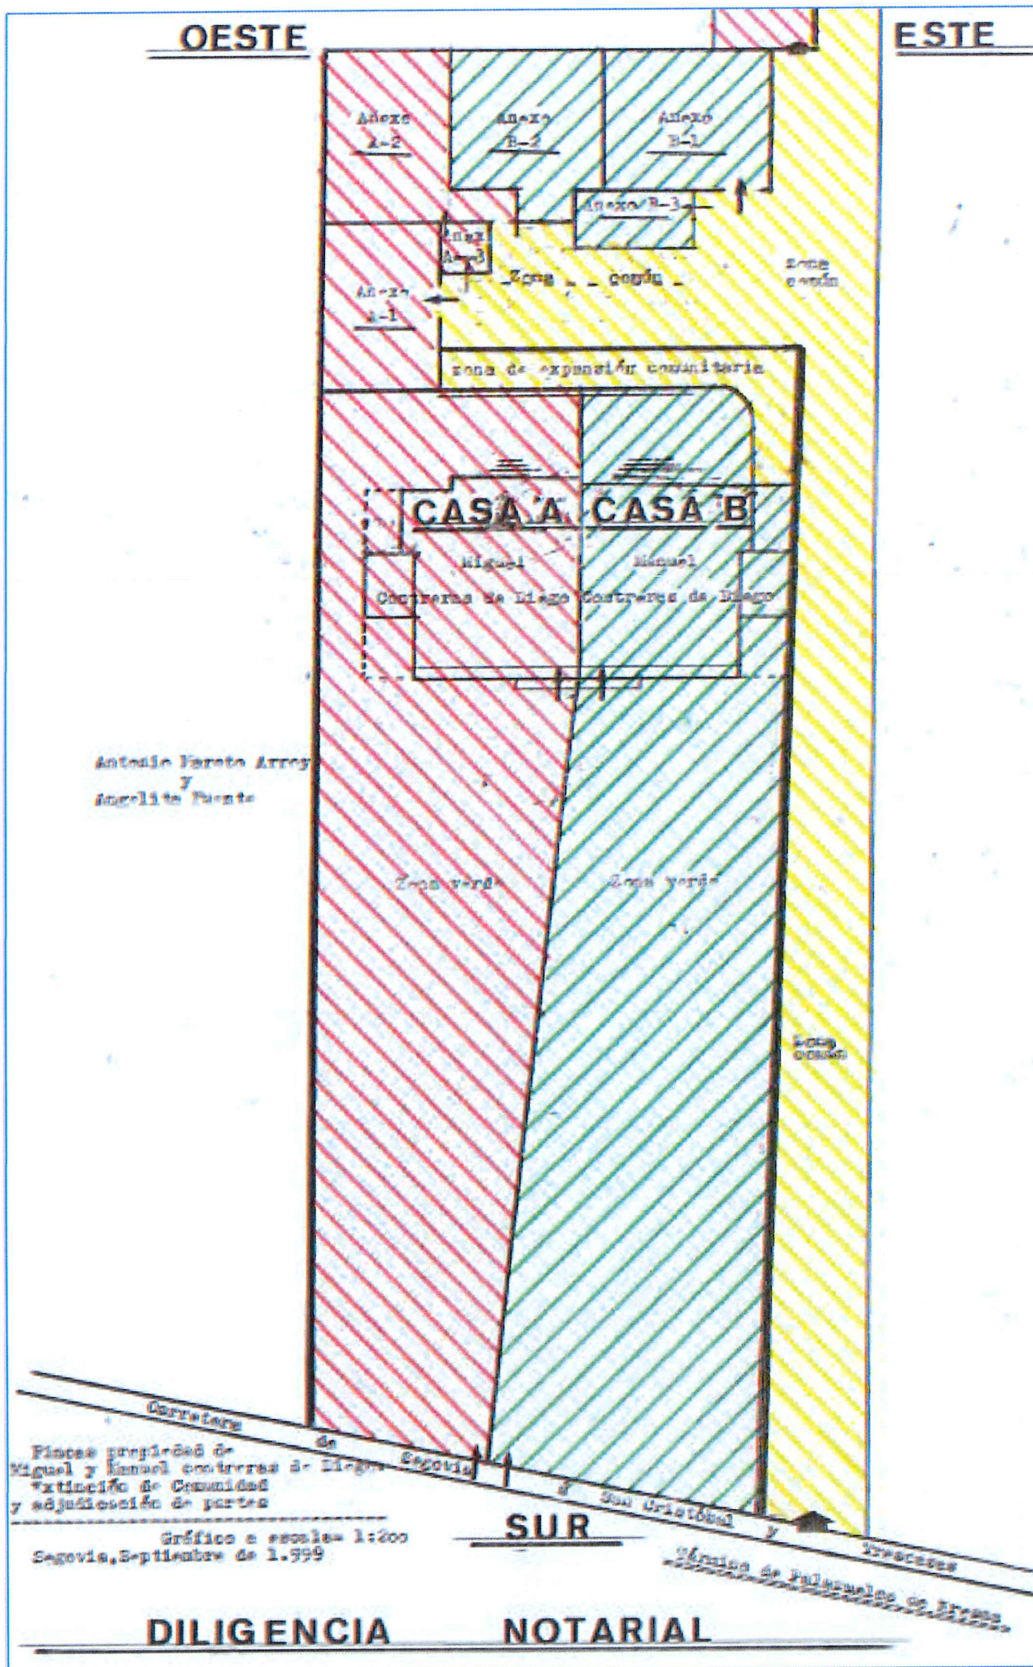 OESTE
ESTE
Anexo
A-2
Anexo
B-2
Anexo
B-1
Anexo B-3
Anexo
A-3
Zona común
zona
común
Anexo
A-1
zona de expansión comunitaria
CASA A
CASA B
Miguel
Manuel
Contreras de Diego
Contreras de Diego
Antonio
y
Angelita
Zona verde
Zona verde
Zona
común
Carretera de Segovia a San Cristóbal y Trescasas
Fincas propiedad de
Miguel y Manuel contreras de Diego
Extinción de Comunidad
y adjudicación de partes
Gráfico a escala= 1:200
Segovia,Septiembre de 1.999
SUR
Término de Palazuelos de Eresma
DILIGENCIA NOTARIAL